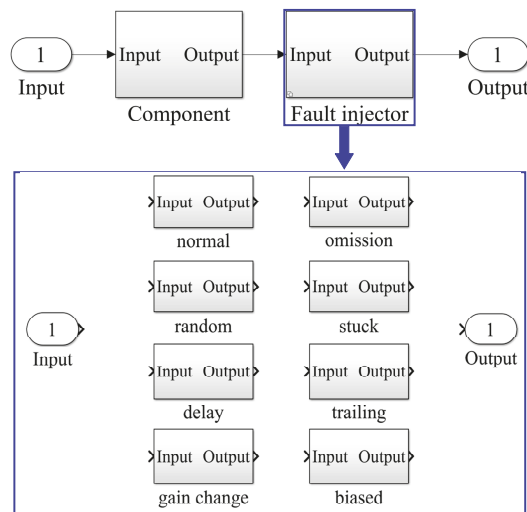 1
Input
Input Output
Component
Input Output
Fault injector
1
Output
Input Output
normal
Input Output
omission
Input Output
random
Input Output
stuck
1
Input
1
Output
Input Output
delay
Input Output
trailing
Input Output
gain change
Input Output
biased